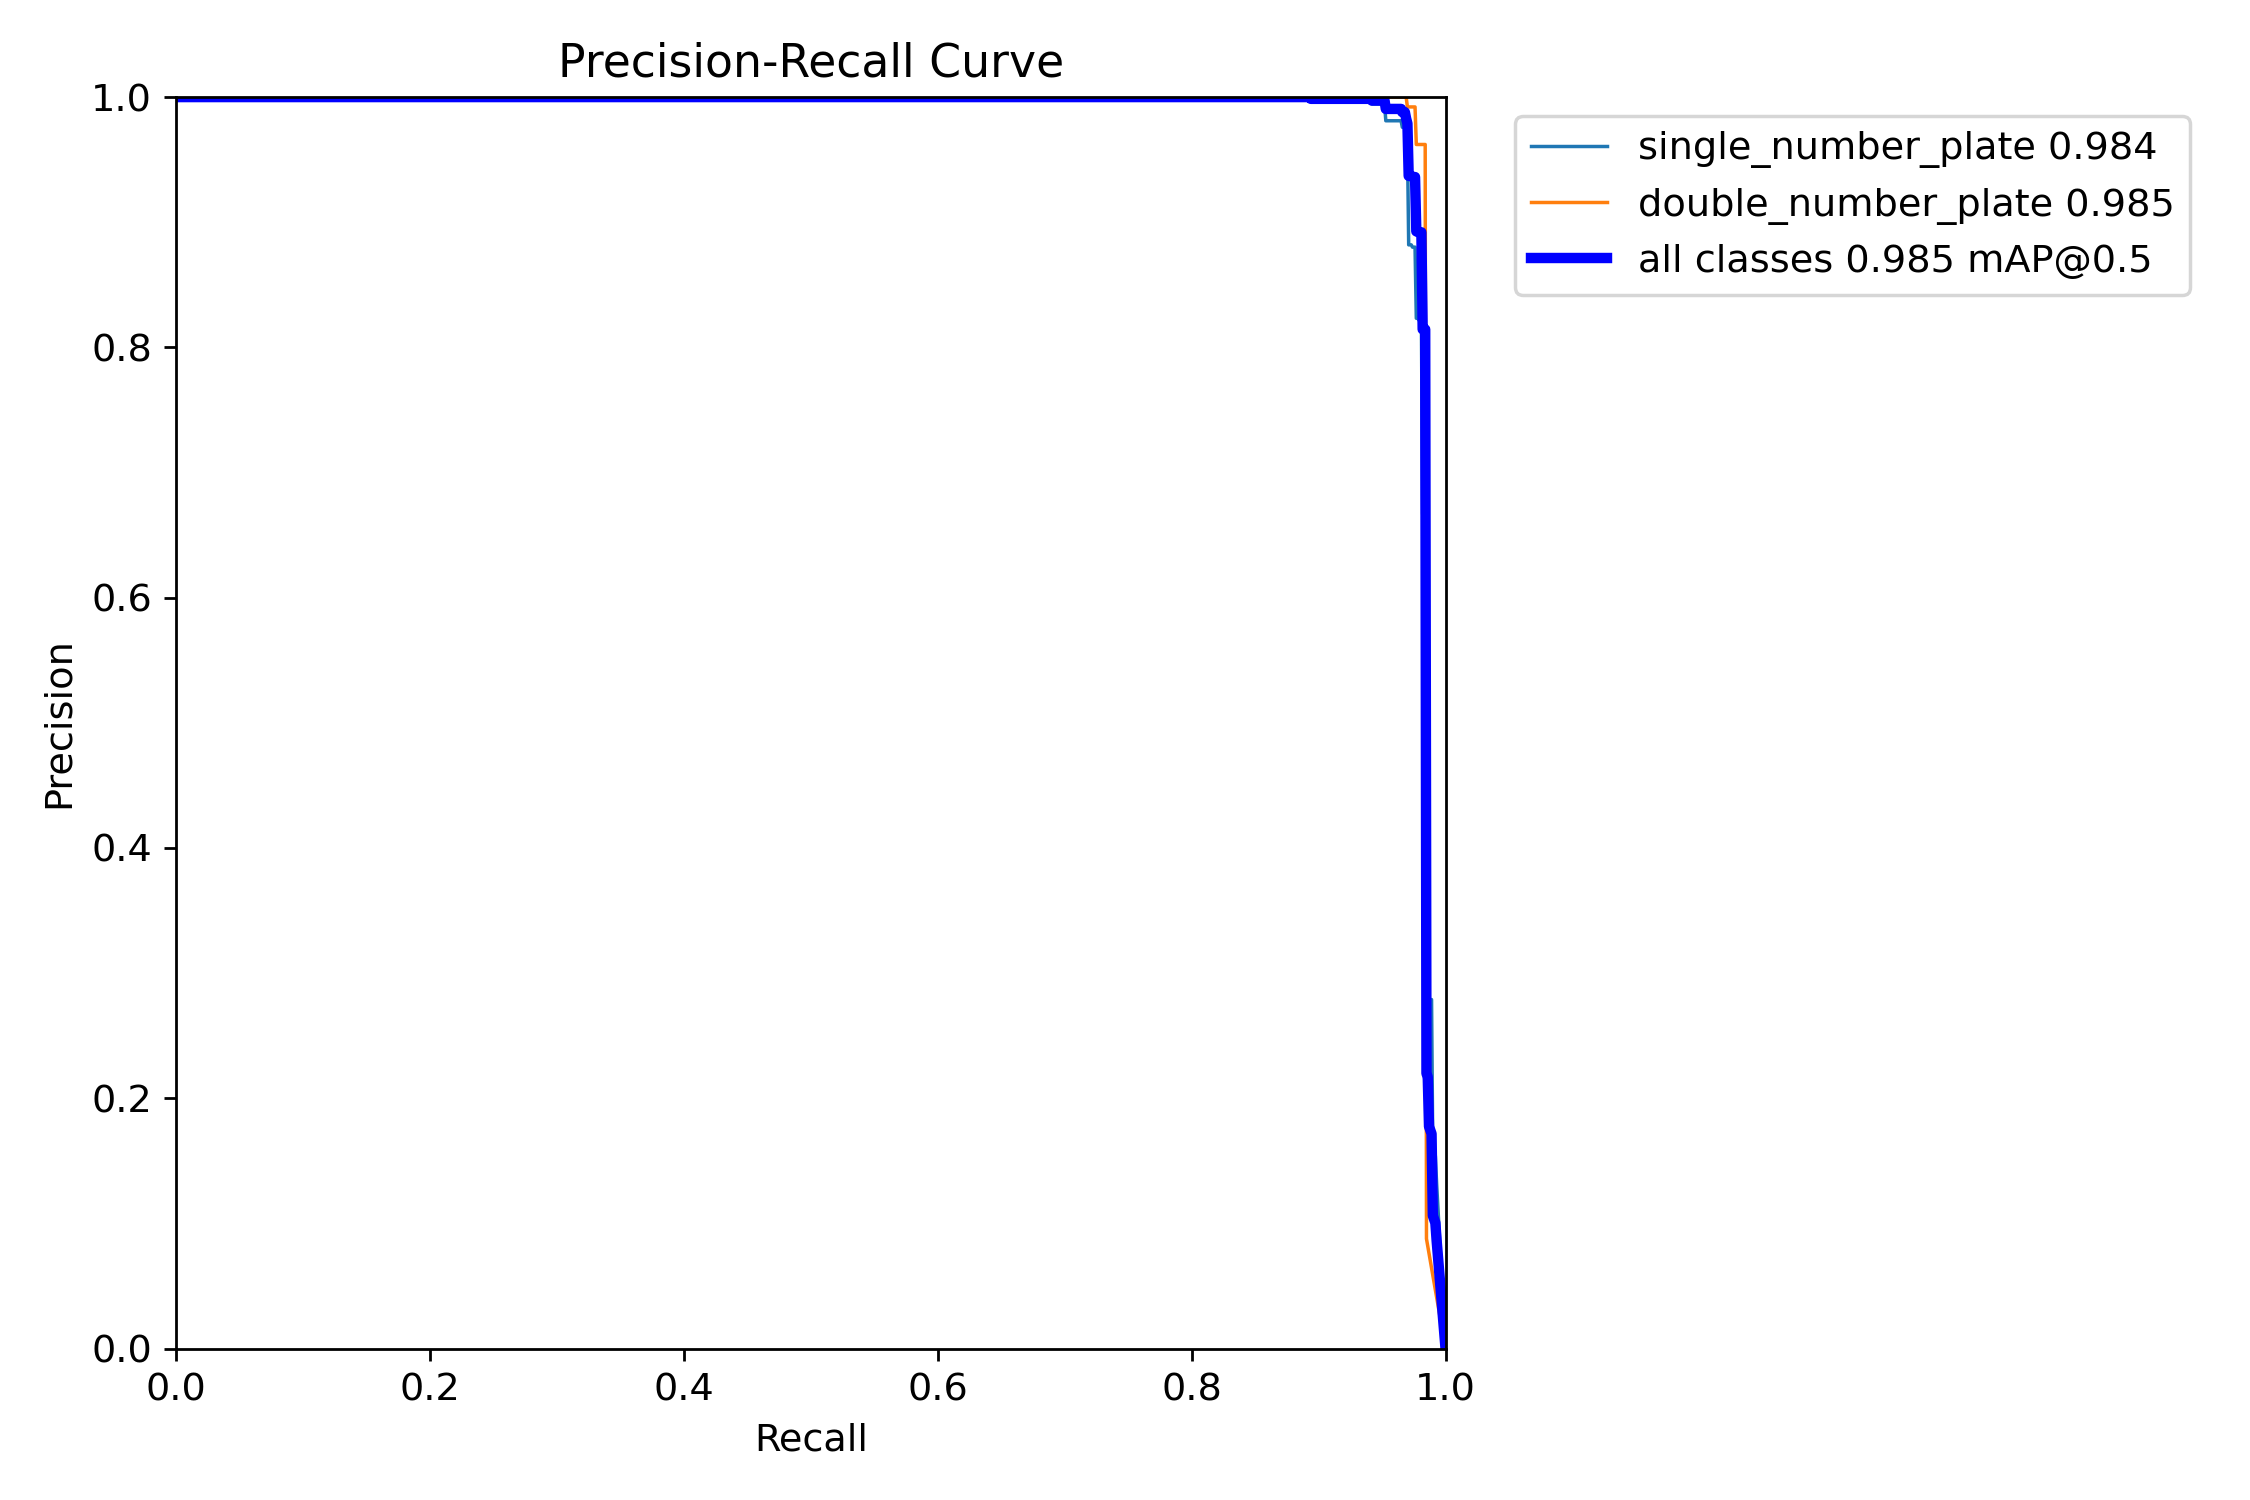 Precision-Recall Curve
1.0
0.8
0.6
0.4
0.2
0.0
Precision
0.0 0.2 0.4 0.6 0.8 1.0
Recall
single_number_plate 0.984
double_number_plate 0.985
all classes 0.985 mAP@0.5